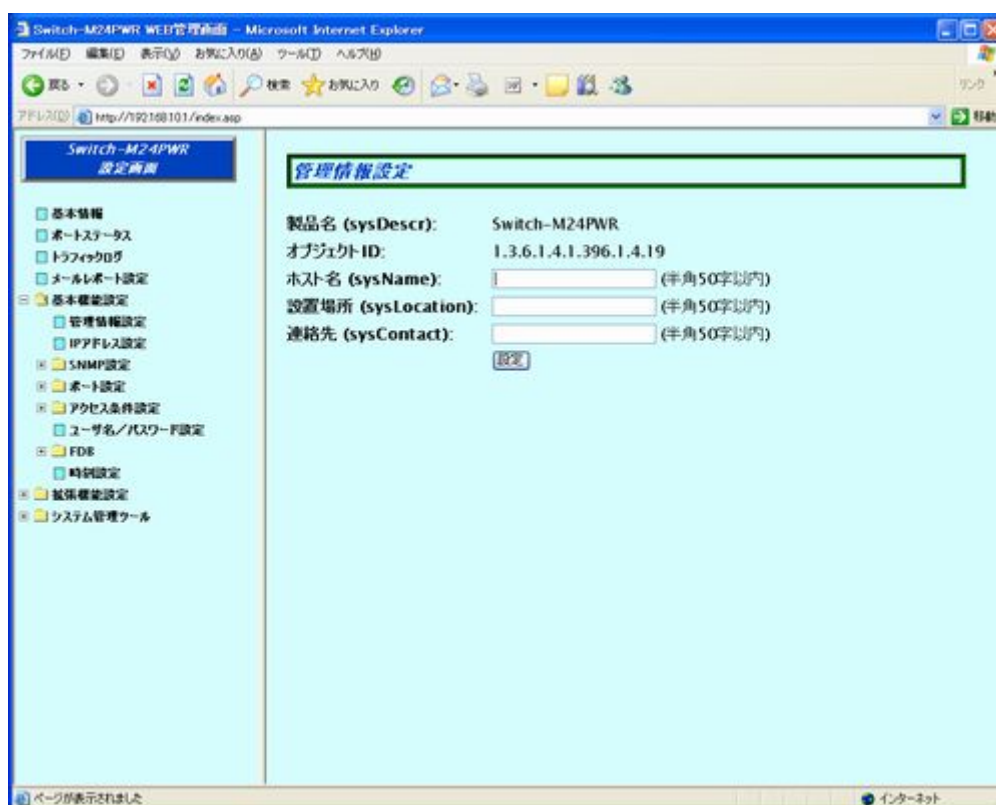 Switch-M24PWR WEB管理画面 - Microsoft Internet Explorer
ファイル(F) 編集(E) 表示(V) お気に入り(A) ツール(T) ヘルプ(H)
戻る 検索 お気に入り リンク
アドレス(D) http://192.168.10.1/index.asp 移動
Switch-M24PWR
設定画面
基本情報
ポートステータス
トラフィックログ
メールレポート設定
基本機能設定
管理情報設定
IPアドレス設定
SNMP設定
ポート設定
アクセス条件設定
ユーザ名/パスワード設定
FDB
時刻設定
拡張機能設定
システム管理ツール
管理情報設定
製品名 (sysDescr): Switch-M24PWR
オブジェクトID: 1.3.6.1.4.1.396.1.4.19
ホスト名 (sysName): (半角50字以内)
設置場所 (sysLocation): (半角50字以内)
連絡先 (sysContact): (半角50字以内)
設定
ページが表示されました インターネット